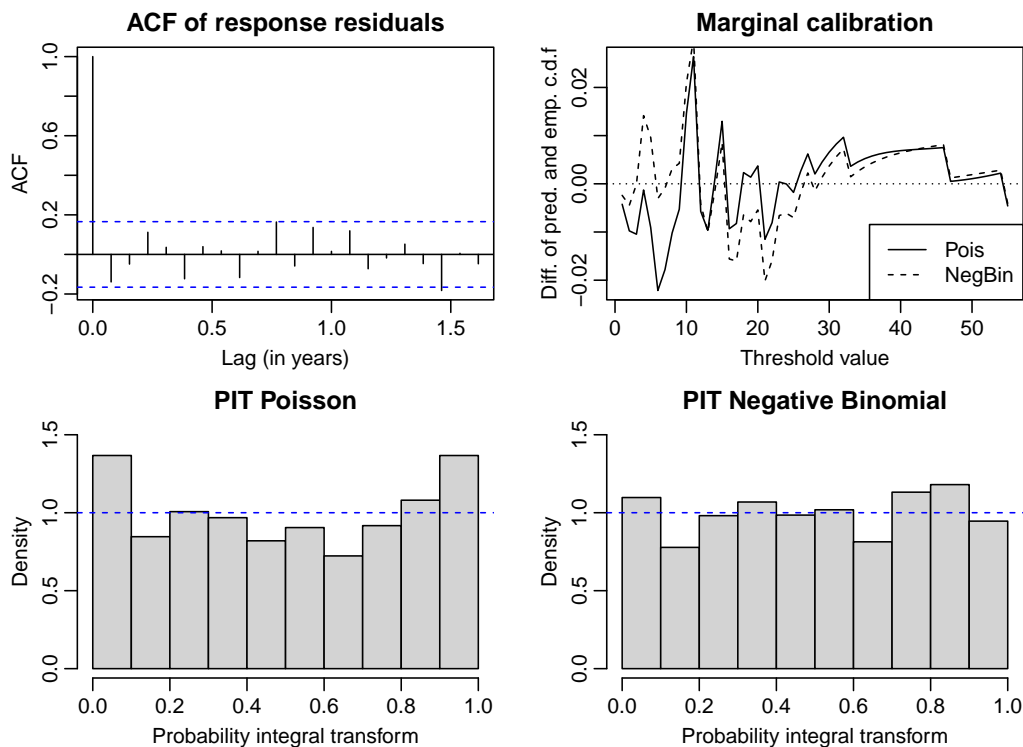 ACF of response residuals
1.0
0.6
0.2
−0.2
ACF
0.0
0.5
1.0
1.5
Lag (in years)
Marginal calibration
0.02
0.00
−0.02
Diff. of pred. and emp. c.d.f
Pois
NegBin
0
10
20
30
40
50
Threshold value
PIT Poisson
1.5
1.0
0.5
0.0
Density
0.0
0.2
0.4
0.6
0.8
1.0
Probability integral transform
PIT Negative Binomial
1.5
1.0
0.5
0.0
Density
0.0
0.2
0.4
0.6
0.8
1.0
Probability integral transform